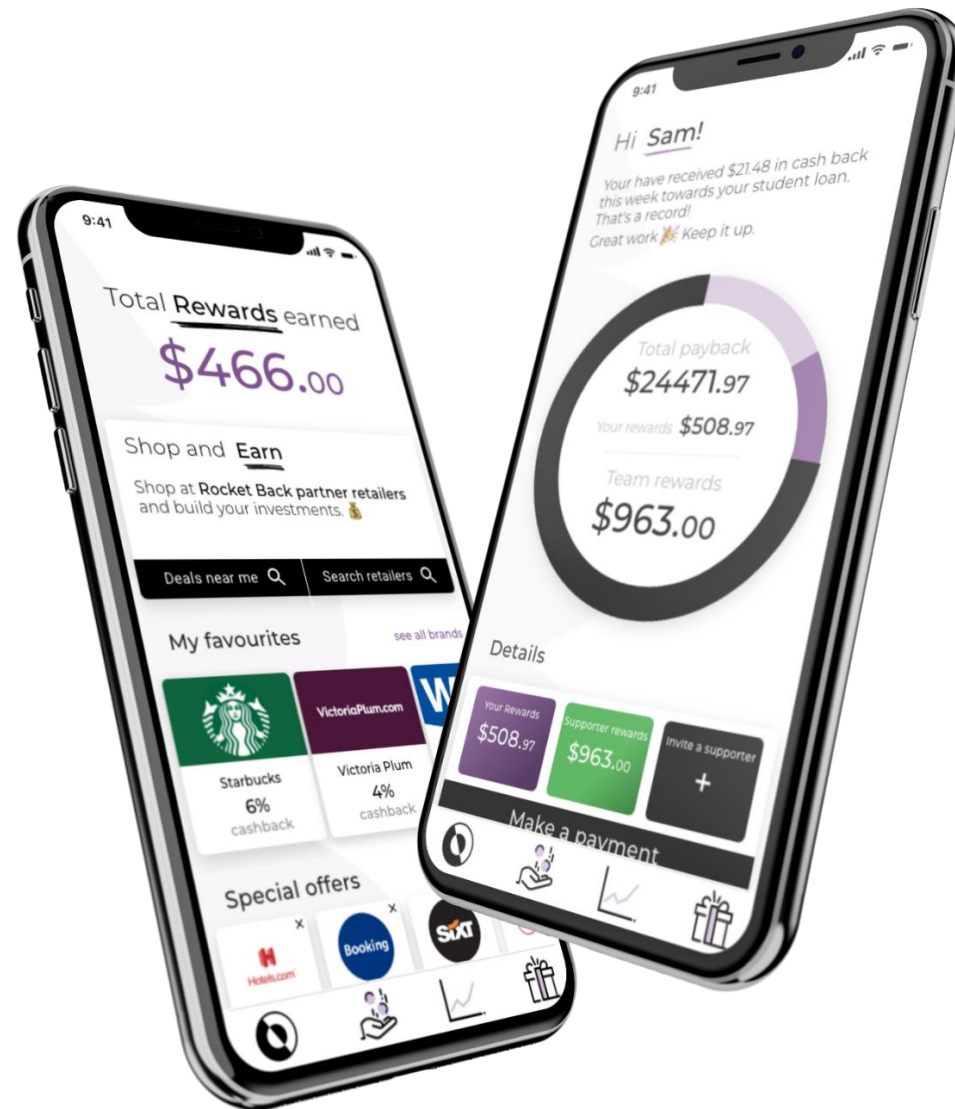 9:41
Total Rewards earned
$466.00
Shop and Earn
Shop at Rocket Back partner retailers
and build your investments. 💰
Deals near me
Search retailers
My favourites
see all brands
VictoriaPlum.com
W
Starbucks
6%
cashback
Victoria Plum
4%
cashback
Special offers
x
x
H
Hotels.com
Booking
SiXT
9:41
Hi Sam!
Your have received $21.48 in cash back
this week towards your student loan.
That's a record!
Great work 🎉 Keep it up.
Total payback
$24471.97
Your rewards $508.97
Team rewards
$963.00
Details
Your Rewards
$508.97
Supporter rewards
$963.00
Invite a supporter
+
Make a payment